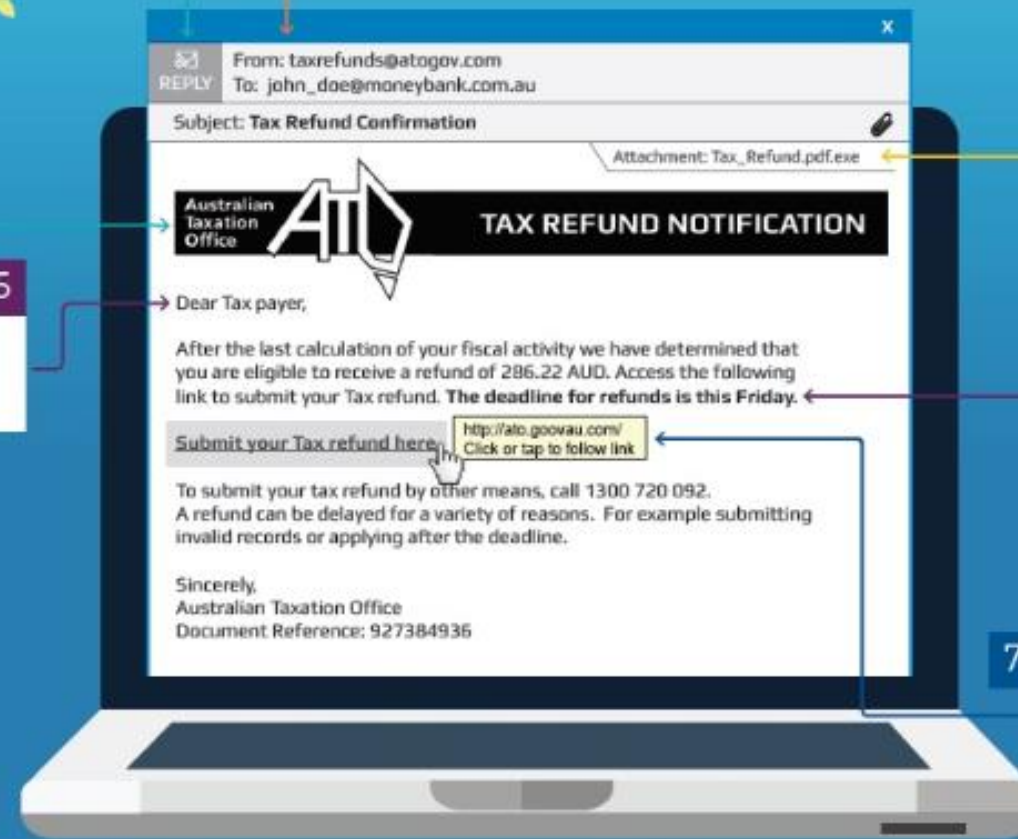 x
REPLY
From: taxrefunds@atogov.com
To: john_doe@moneybank.com.au
Subject: Tax Refund Confirmation
Attachment: Tax_Refund.pdf.exe
Australian
Taxation
Office
ATO
TAX REFUND NOTIFICATION
5
Dear Tax payer,
After the last calculation of your fiscal activity we have determined that
you are eligible to receive a refund of 286.22 AUD. Access the following
link to submit your Tax refund. The deadline for refunds is this Friday.
Submit your Tax refund here
http://ato.goovau.com/
Click or tap to follow link
To submit your tax refund by other means, call 1300 720 092.
A refund can be delayed for a variety of reasons. For example submitting
invalid records or applying after the deadline.
Sincerely,
Australian Taxation Office
Document Reference: 927384936
7